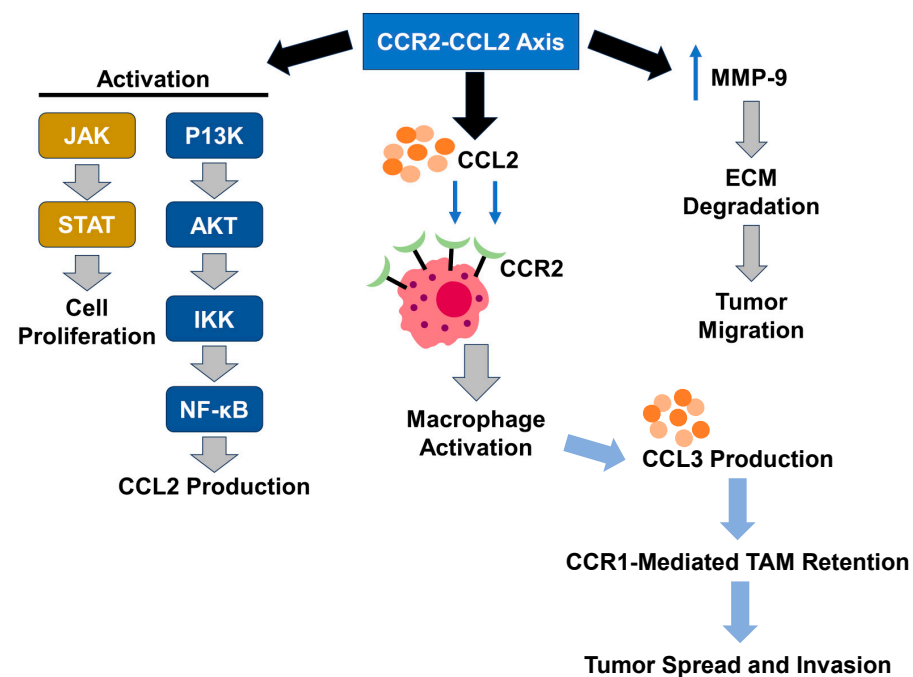 CCR2-CCL2 Axis
Activation
JAK
STAT
Cell
Proliferation
P13K
AKT
IKK
NF-κB
CCL2 Production
CCL2
CCR2
Macrophage
Activation
MMP-9
ECM
Degradation
Tumor
Migration
CCL3 Production
CCR1-Mediated TAM Retention
Tumor Spread and Invasion